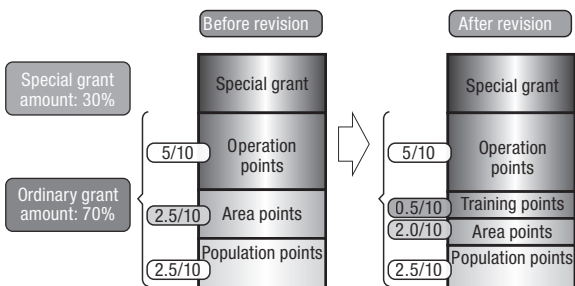 Before revision
After revision
Special grant
amount: 30%
Special grant
Special grant
5/10
Operation
points
5/10
Operation
points
Ordinary grant
amount: 70%
2.5/10
Area points
0.5/10
Training points
2.0/10
Area points
2.5/10
Population points
2.5/10
Population points